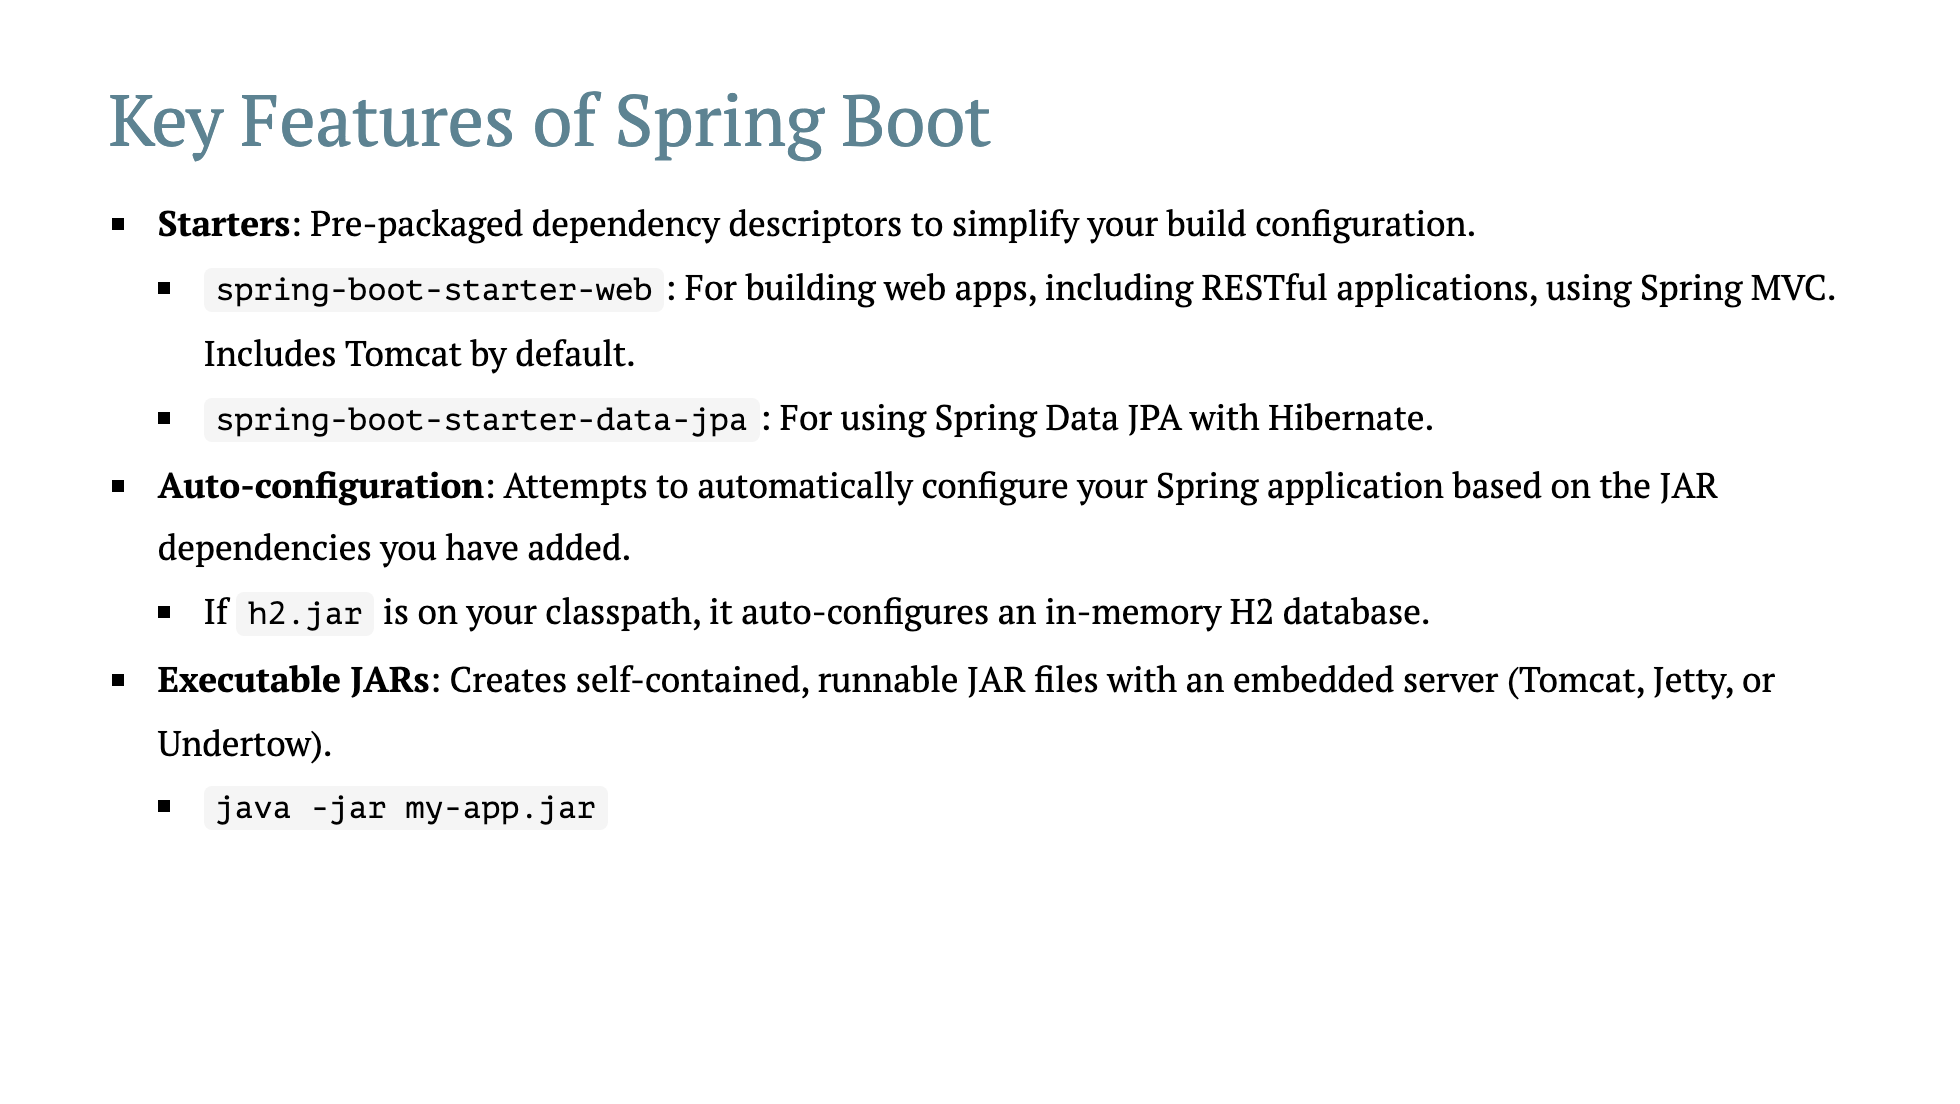 Key Features of Spring Boot
▪ Starters: Pre-packaged dependency descriptors to simplify your build configuration.
▪ spring-boot-starter-web: For building web apps, including RESTful applications, using Spring MVC.
Includes Tomcat by default.
▪ spring-boot-starter-data-jpa: For using Spring Data JPA with Hibernate.
▪ Auto-configuration: Attempts to automatically configure your Spring application based on the JAR
dependencies you have added.
▪ If h2.jar is on your classpath, it auto-configures an in-memory H2 database.
▪ Executable JARs: Creates self-contained, runnable JAR files with an embedded server (Tomcat, Jetty, or
Undertow).
▪ java -jar my-app.jar